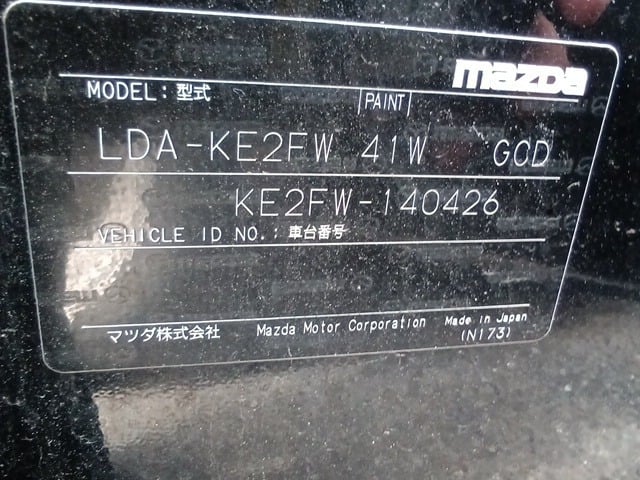 mazda
MODEL : 型式 PAINT
LDA-KE2FW 41W GCD
KE2FW-140426
VEHICLE ID NO. : 車台番号
マツダ株式会社 Mazda Motor Corporation Made in Japan
(N173)